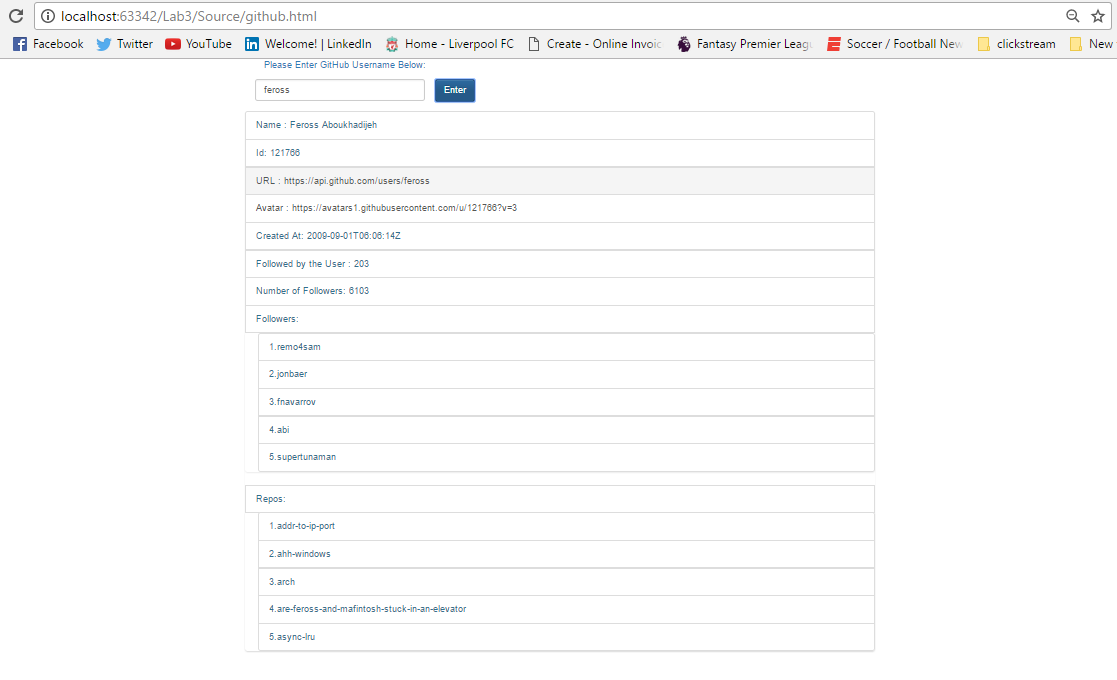 localhost:63342/Lab3/Source/github.html
Facebook Twitter YouTube Welcome! | LinkedIn Home - Liverpool FC Create - Online Invoic Fantasy Premier Leagu Soccer / Football New clickstream New
Please Enter GitHub Username Below:
feross Enter
Name : Feross Aboukhadijeh
Id: 121766
URL : https://api.github.com/users/feross
Avatar : https://avatars1.githubusercontent.com/u/121766?v=3
Created At: 2009-09-01T06:06:14Z
Followed by the User : 203
Number of Followers: 6103
Followers:
1.remo4sam
2.jonbaer
3.fnavarrov
4.abi
5.supertunaman
Repos:
1.addr-to-ip-port
2.ahh-windows
3.arch
4.are-feross-and-mafintosh-stuck-in-an-elevator
5.async-lru